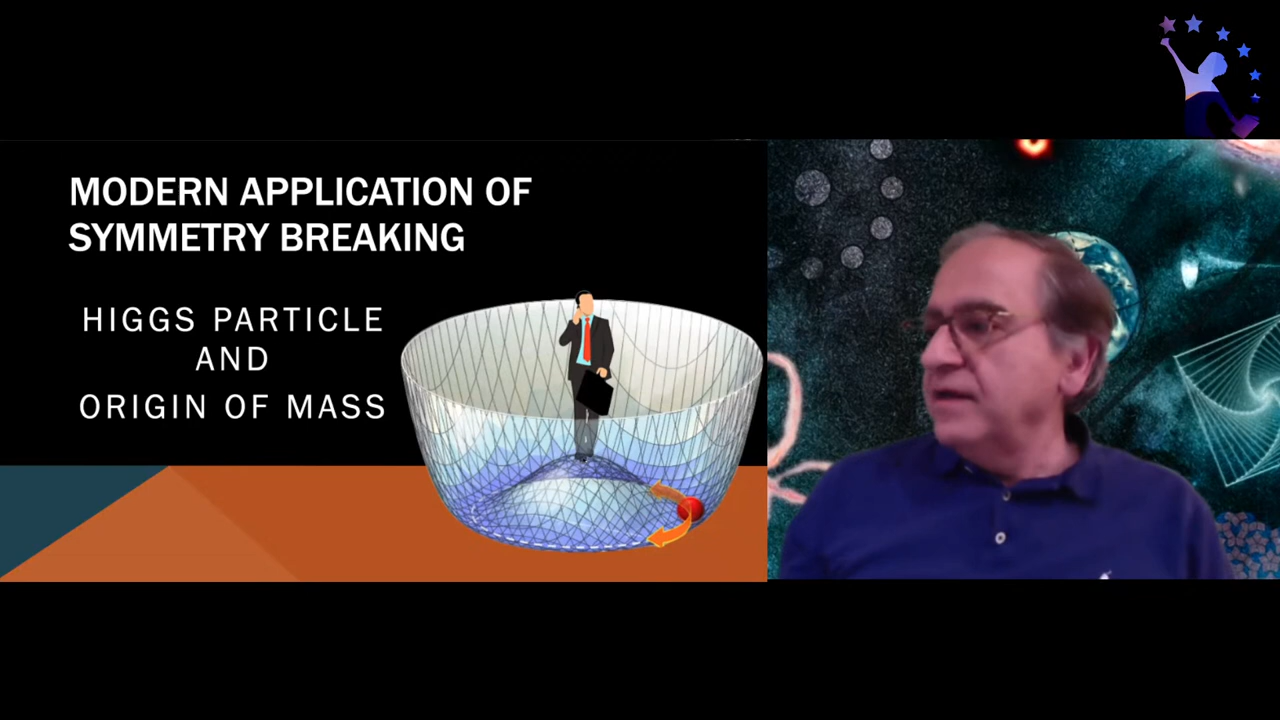 MODERN APPLICATION OF
SYMMETRY BREAKING
HIGGS PARTICLE
AND
ORIGIN OF MASS